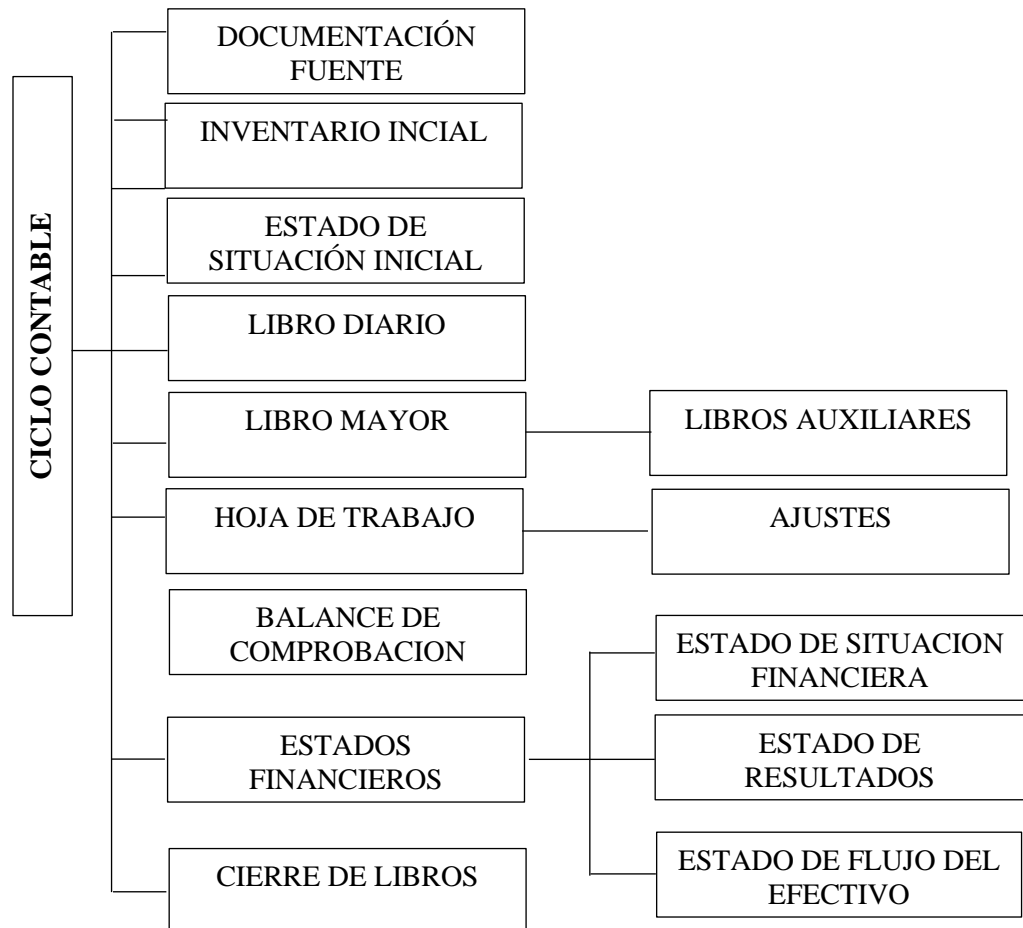 CICLO CONTABLE
DOCUMENTACIÓN
FUENTE
INVENTARIO INCIAL
ESTADO DE
SITUACIÓN INICIAL
LIBRO DIARIO
LIBRO MAYOR
LIBROS AUXILIARES
HOJA DE TRABAJO
AJUSTES
BALANCE DE
COMPROBACION
ESTADOS
FINANCIEROS
ESTADO DE SITUACION
FINANCIERA
ESTADO DE
RESULTADOS
ESTADO DE FLUJO DEL
EFECTIVO
CIERRE DE LIBROS